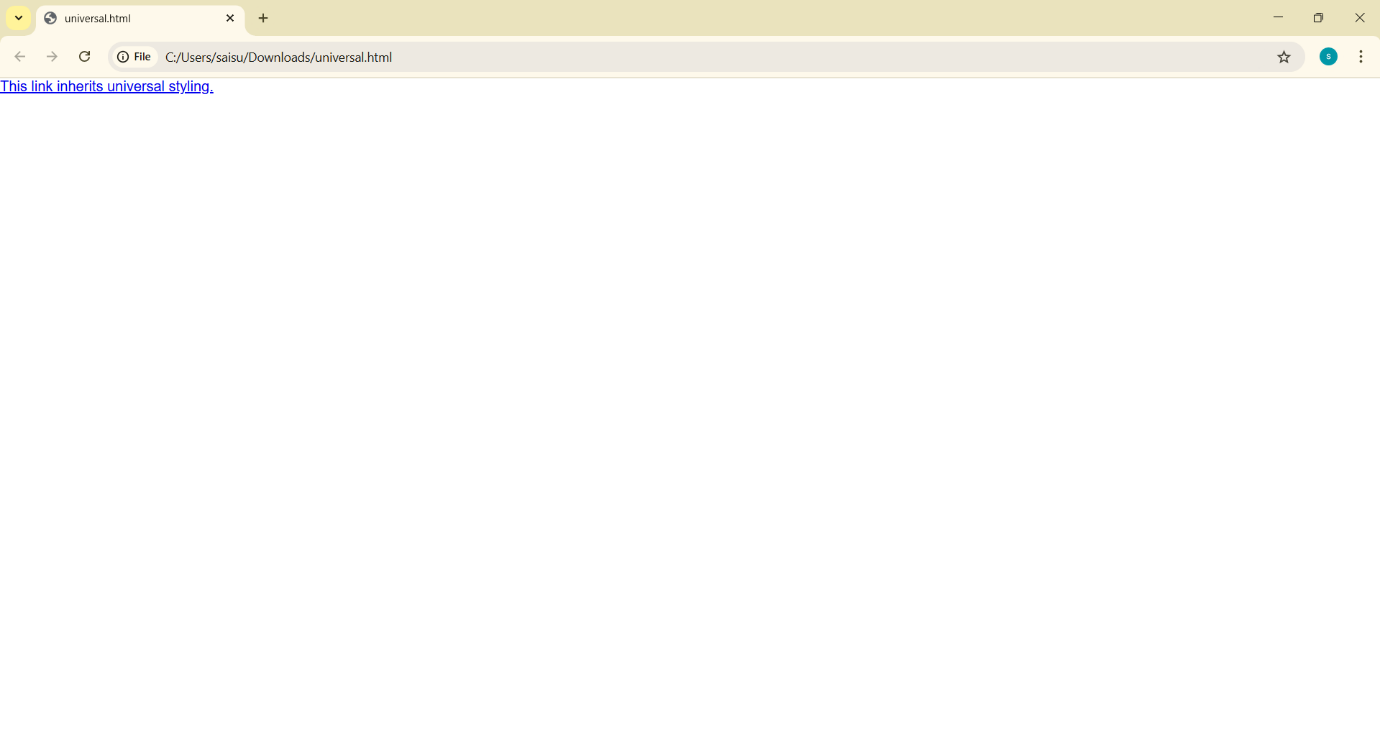 universal.html
File
C:/Users/saisu/Downloads/universal.html
s
This link inherits universal styling.